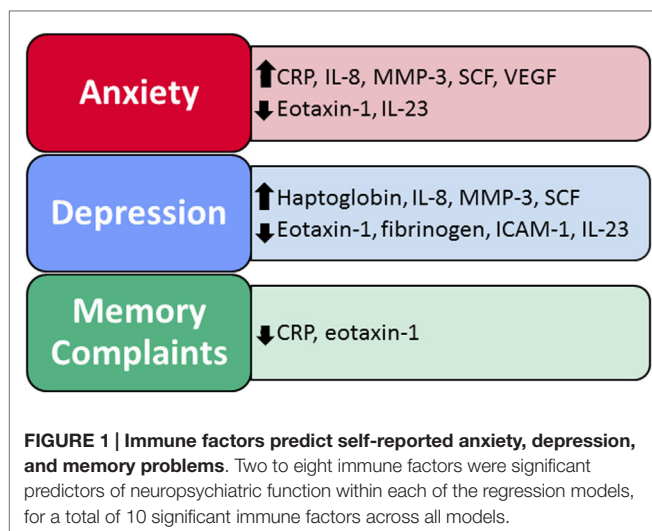 Anxiety
CRP, IL-8, MMP-3, SCF, VEGF
Eotaxin-1, IL-23
Depression
Haptoglobin, IL-8, MMP-3, SCF
Eotaxin-1, fibrinogen, ICAM-1, IL-23
Memory
Complaints
CRP, eotaxin-1
FIGURE 1 | Immune factors predict self-reported anxiety, depression,
and memory problems. Two to eight immune factors were significant
predictors of neuropsychiatric function within each of the regression models,
for a total of 10 significant immune factors across all models.